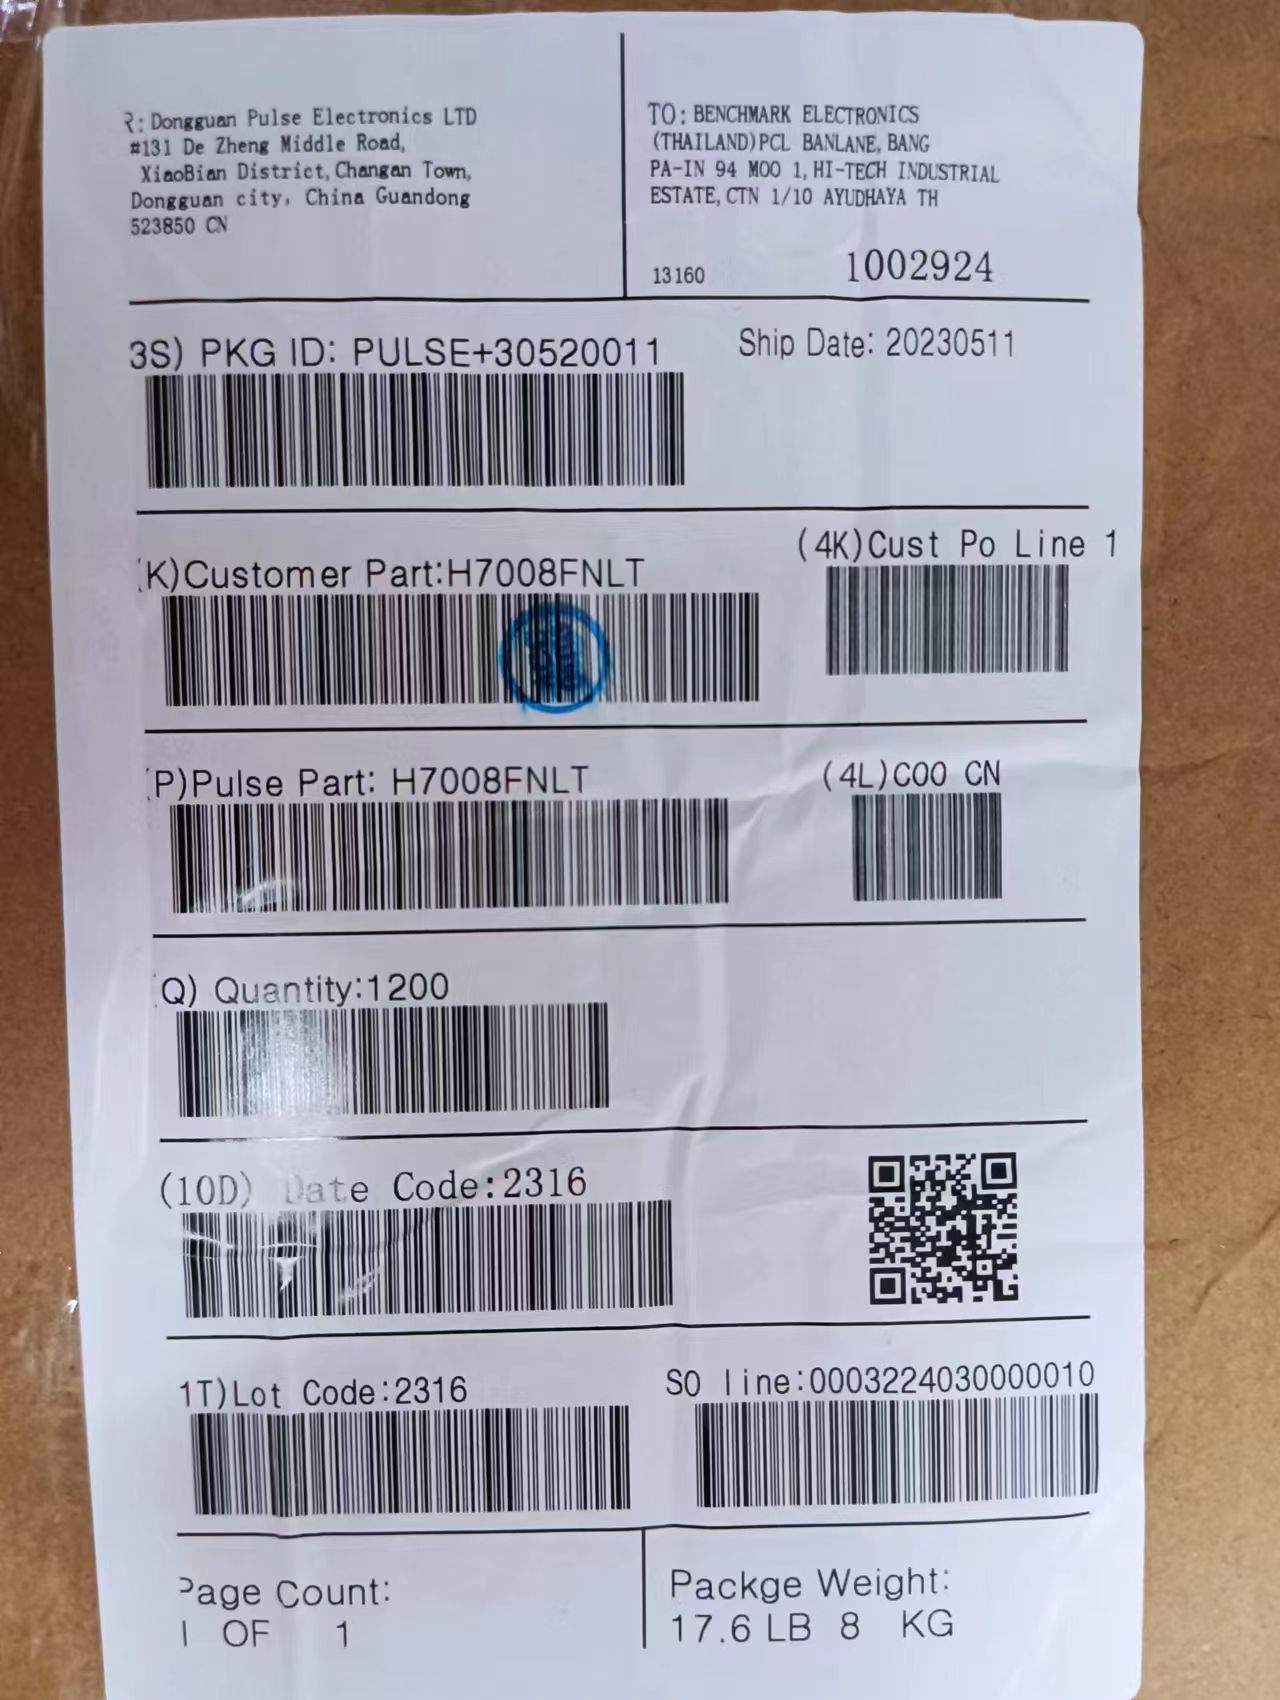 R: Dongguan Pulse Electronics LTD
#131 De Zheng Middle Road,
XiaoBian District, Changan Town,
Dongguan city, China Guandong
523850 CN
TO: BENCHMARK ELECTRONICS
(THAILAND)PCL BANLANE, BANG
PA-IN 94 MOO 1, HI-TECH INDUSTRIAL
ESTATE, CTN 1/10 AYUDHAYA TH
13160 1002924
3S) PKG ID: PULSE+30520011
Ship Date: 20230511
K)Customer Part:H7008FNLT
(4K)Cust Po Line 1
P)Pulse Part: H7008FNLT
(4L)COO CN
Q) Quantity:1200
(10D) Date Code:2316
1T)Lot Code:2316
SO line:0003224030000010
Page Count:
1 OF 1
Packge Weight:
17.6 LB 8 KG